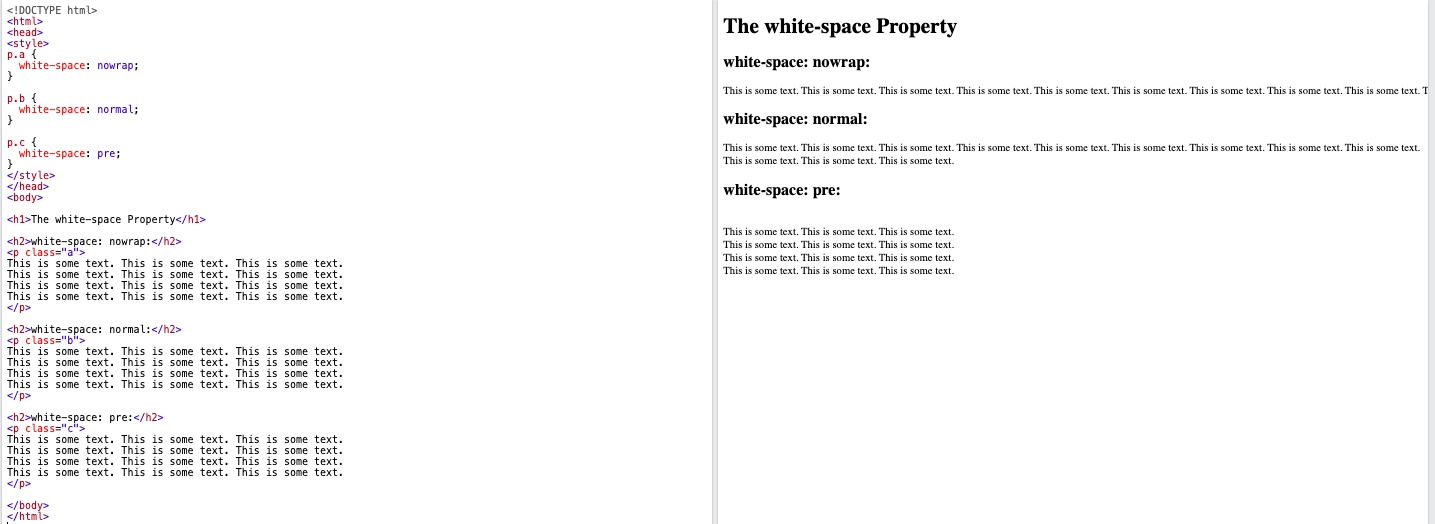 <!DOCTYPE html>
<html>
<head>
<style>
p.a {
  white-space: nowrap;
}

p.b {
  white-space: normal;
}

p.c {
  white-space: pre;
}
</style>
</head>
<body>

<h1>The white-space Property</h1>

<h2>white-space: nowrap:</h2>
<p class="a">
This is some text. This is some text. This is some text.
This is some text. This is some text. This is some text.
This is some text. This is some text. This is some text.
This is some text. This is some text. This is some text.
</p>

<h2>white-space: normal:</h2>
<p class="b">
This is some text. This is some text. This is some text.
This is some text. This is some text. This is some text.
This is some text. This is some text. This is some text.
This is some text. This is some text. This is some text.
</p>

<h2>white-space: pre:</h2>
<p class="c">
This is some text. This is some text. This is some text.
This is some text. This is some text. This is some text.
This is some text. This is some text. This is some text.
This is some text. This is some text. This is some text.
</p>

</body>
</html>
The white-space Property
white-space: nowrap:
This is some text. This is some text. This is some text. This is some text. This is some text. This is some text. This is some text. This is some text. This is some text. T
white-space: normal:
This is some text. This is some text. This is some text. This is some text. This is some text. This is some text. This is some text. This is some text. This is some text.
This is some text. This is some text. This is some text.
white-space: pre:
This is some text. This is some text. This is some text.
This is some text. This is some text. This is some text.
This is some text. This is some text. This is some text.
This is some text. This is some text. This is some text.